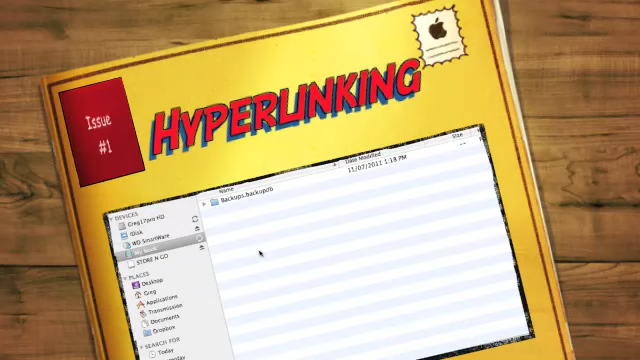 HYPERLINKING
Issue
#1
Name
Date Modified
Size
Backups.backupdb
11/07/2011 1:18 PM
--
DEVICES
Greg17pro HD
iDisk
WD SmartWare
STORE N GO
PLACES
Desktop
Greg
Applications
Transmission
Documents
Dropbox
SEARCH FOR
Today